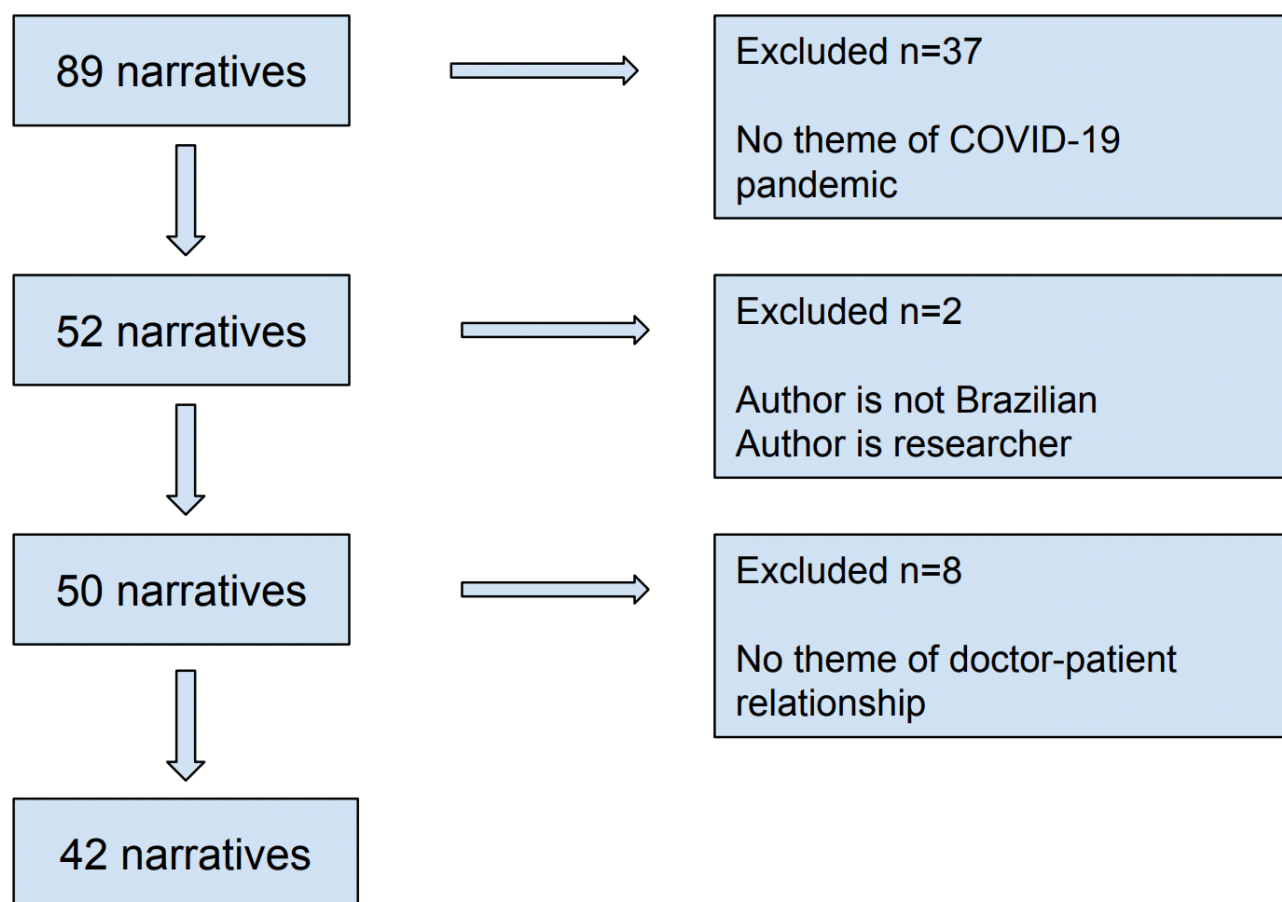 89 narratives
Excluded n=37
No theme of COVID-19
pandemic
52 narratives
Excluded n=2
Author is not Brazilian
Author is researcher
50 narratives
Excluded n=8
No theme of doctor-patient
relationship
42 narratives